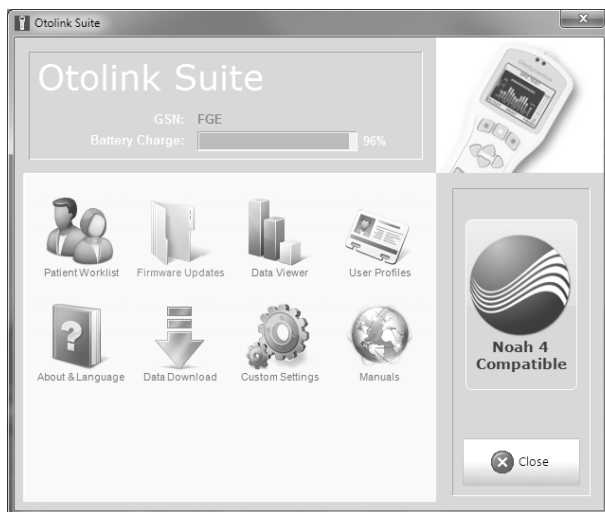 Otolink Suite
Otolink Suite
GSN: FGE
Battery Charge: 96%
Patient Worklist Firmware Updates Data Viewer User Profiles
About & Language Data Download Custom Settings Manuals
Noah 4
Compatible
Close